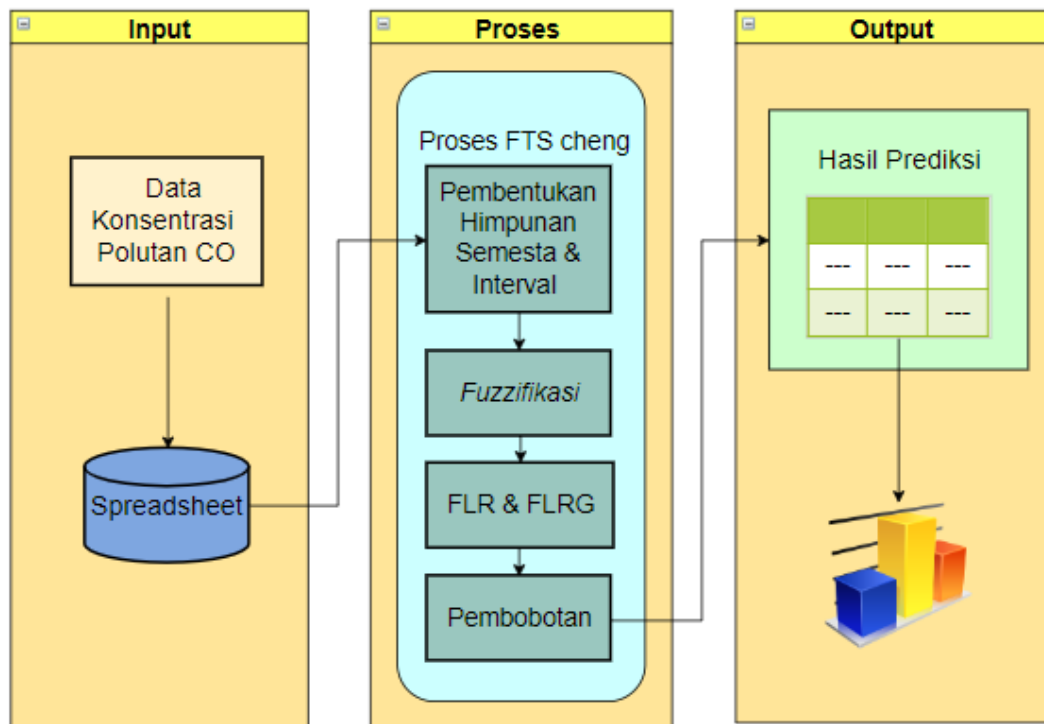 Input
Data
Konsentrasi
Polutan CO
Spreadsheet
Proses
Proses FTS cheng
Pembentukan
Himpunan
Semesta &
Interval
Fuzzifikasi
FLR & FLRG
Pembobotan
Output
Hasil Prediksi
--- --- ---
--- --- ---